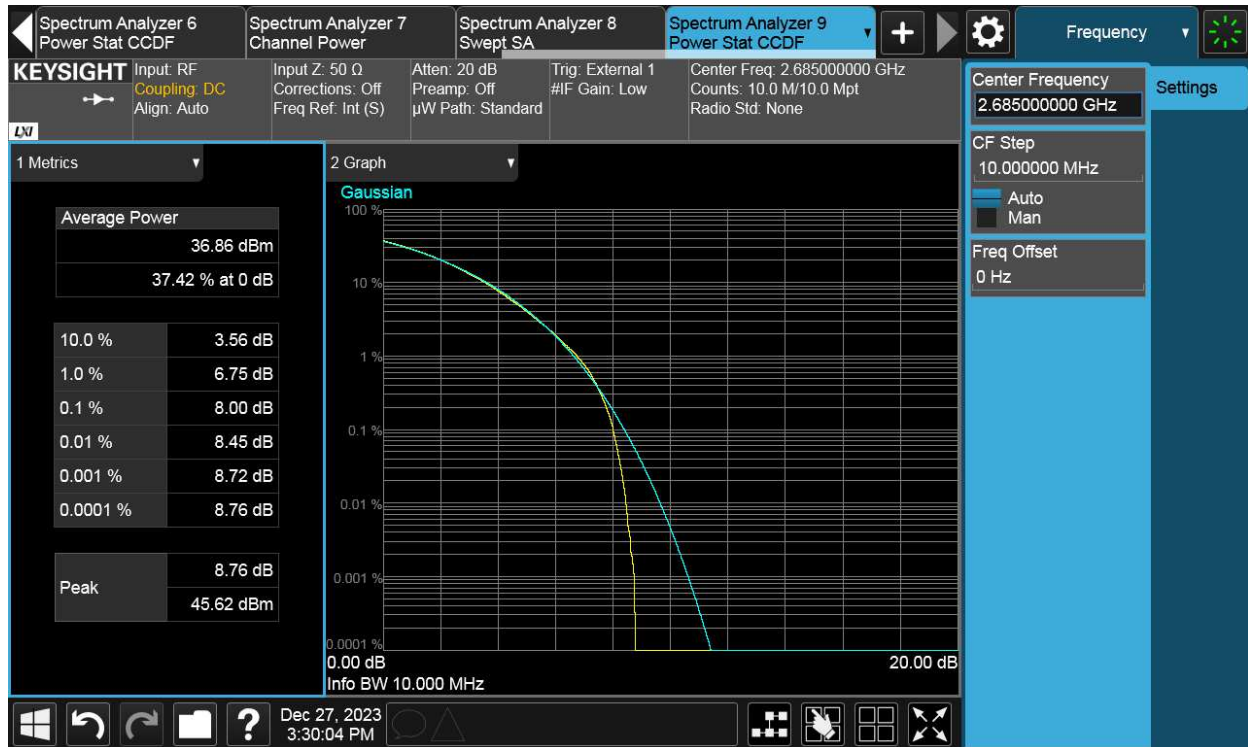 Spectrum Analyzer 6
Power Stat CCDF
Spectrum Analyzer 7
Channel Power
Spectrum Analyzer 8
Swept SA
Spectrum Analyzer 9
Power Stat CCDF
+
Frequency
KEYSIGHT
LXI
Input: RF
Coupling: DC
Align: Auto
Input Z: 50 Ω
Corrections: Off
Freq Ref: Int (S)
Atten: 20 dB
Preamp: Off
µW Path: Standard
Trig: External 1
#IF Gain: Low
Center Freq: 2.685000000 GHz
Counts: 10.0 M/10.0 Mpt
Radio Std: None
Center Frequency
2.685000000 GHz
Settings
CF Step
10.000000 MHz
Auto
Man
Freq Offset
0 Hz
1 Metrics
Average Power
36.86 dBm
37.42 % at 0 dB
10.0 % 3.56 dB
1.0 % 6.75 dB
0.1 % 8.00 dB
0.01 % 8.45 dB
0.001 % 8.72 dB
0.0001 % 8.76 dB
Peak
8.76 dB
45.62 dBm
2 Graph
Gaussian
100 %
10 %
1 %
0.1 %
0.01 %
0.001 %
0.0001 %
0.00 dB 20.00 dB
Info BW 10.000 MHz
?
Dec 27, 2023
3:30:04 PM